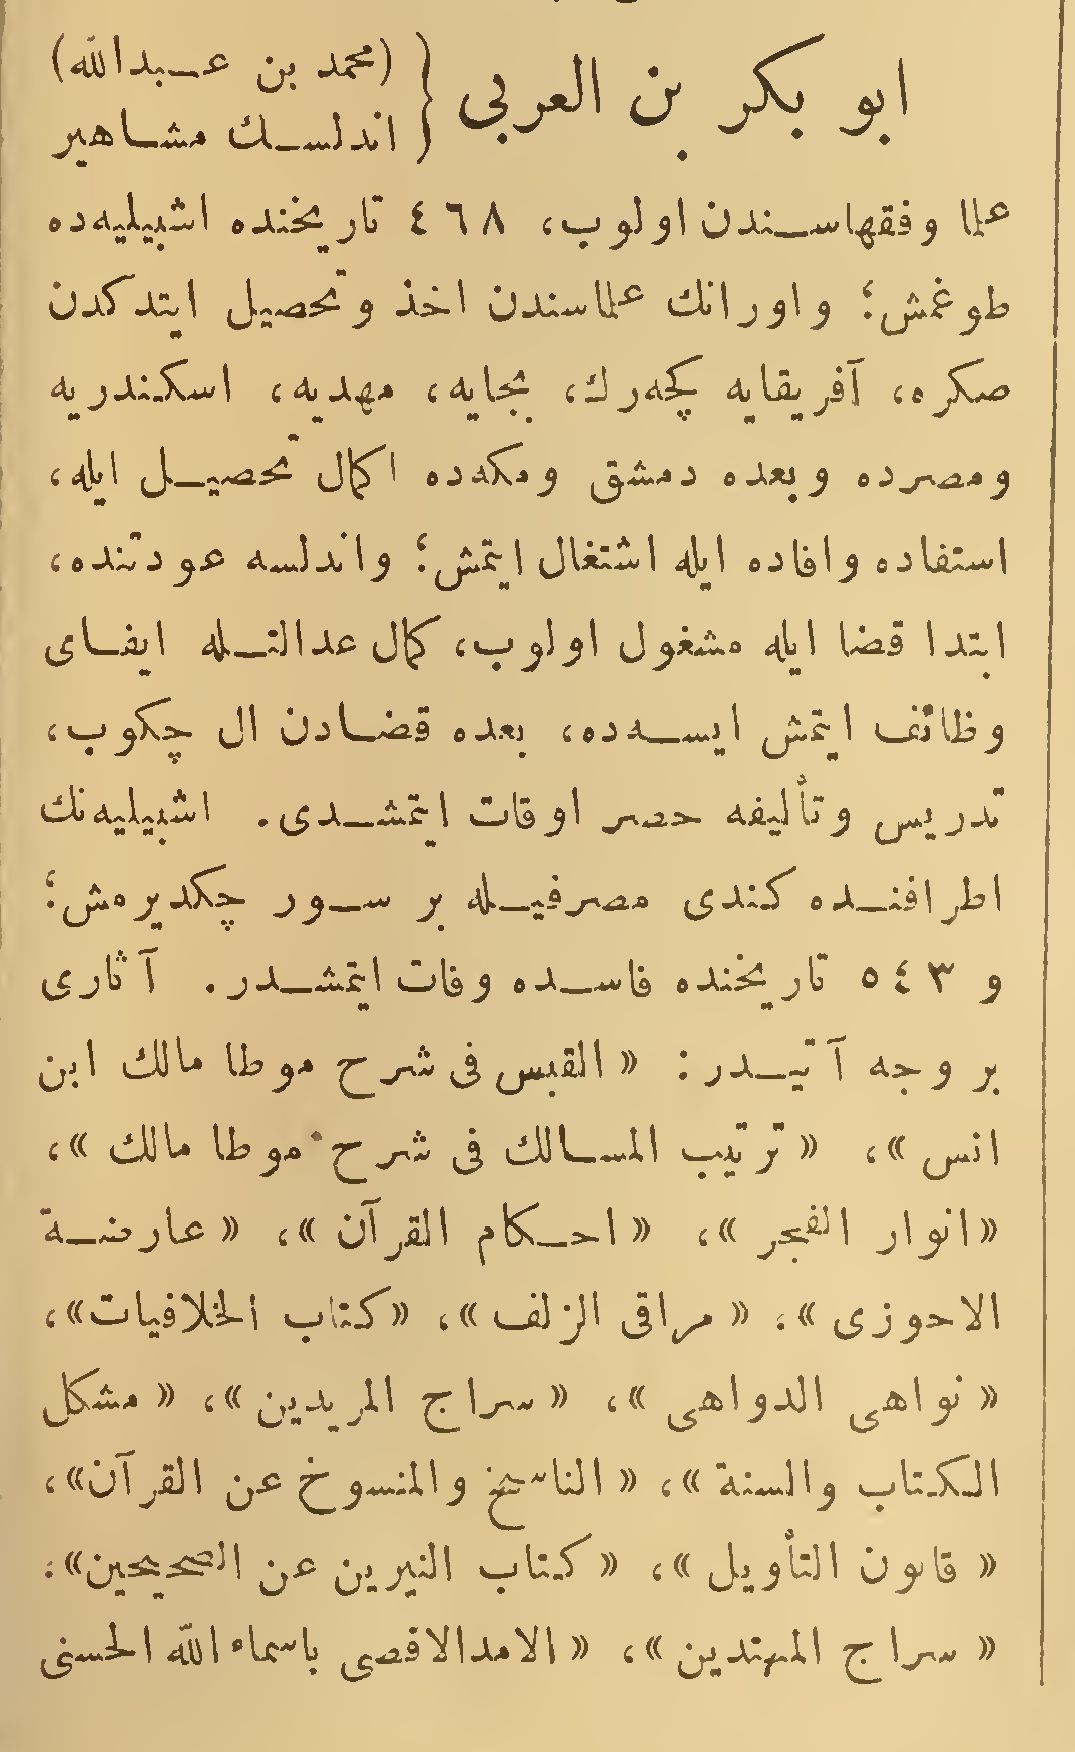 ابو بكر بن العربى { (محمد بن عبدالله)
اندلسك مشاهير
علما وفقهاسندن اولوب، ٤٦٨ تاريخنده اشبيليه‌ده
طوغمش؛ و اورانك علماسندن اخذ و تحصيل ايتدكدن
صكره، آفريقايه كچه‌رك، بجايه، مهديه، اسكندريه
ومصرده وبعده دمشق ومكه‌ده اكمال تحصيل ايله،
استفاده وافاده ايله اشتغال ايتمش؛ واندلسه عودتنده،
ابتدا قضا ايله مشغول اولوب، كمال عدالتله ايفاى
وظائف ايتمش ايسه‌ده، بعده قضادن ال چكوب،
تدريس وتأليفه حصر اوقات ايتمشدى. اشبيليه‌نك
اطرافنده كندى مصرفيله بر سور چكديرمش؛
و ٥٤٣ تاريخنده فاسده وفات ايتمشدر. آثارى
بر وجه آتيدر: «القبس فى شرح موطا مالك ابن
انس»، «ترتيب المسالك فى شرح موطا مالك»،
«انوار الفجر»، «احكام القرآن»، «عارضة
الاحوزى»، «مراقى الزلف»، «كتاب الخلافيات»،
«نواهى الدواهى»، «سراج المريدين»، «مشكل
الكتاب والسنة»، «الناسخ والمنسوخ عن القرآن»،
«قانون التأويل»، «كتاب النيرين عن الصحيحين»،
«سراج المهتدين»، «الامدالاقصى باسماء الله الحسنى